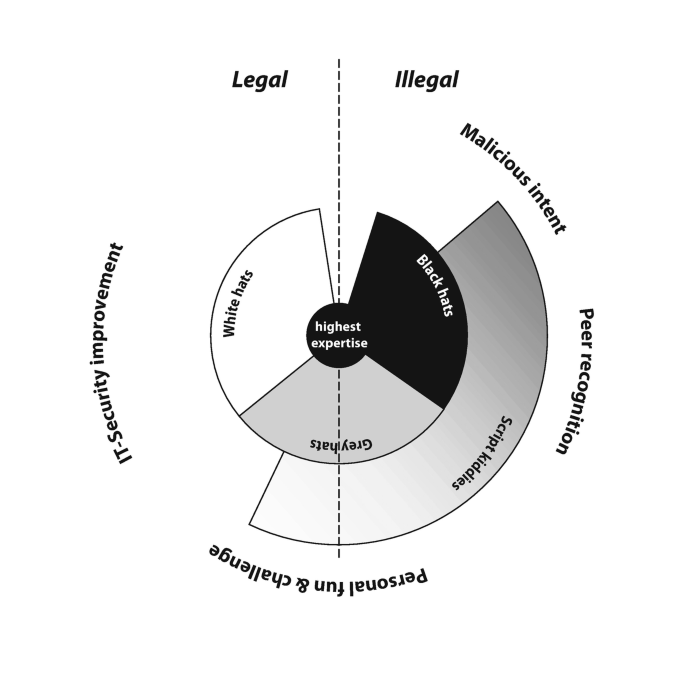 Legal
Illegal
Malicious intent
IT-Security improvement
White hats
Black hats
highest
expertise
Peer recognition
Grey hats
Script kiddies
Personal fun & challenge